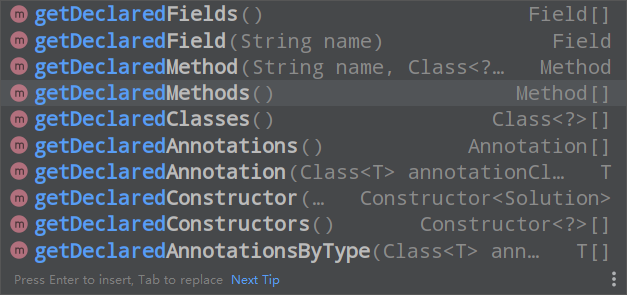 m getDeclaredFields() Field[]
m getDeclaredField(String name) Field
m getDeclaredMethod(String name, Class<?… Method
m getDeclaredMethods() Method[]
m getDeclaredClasses() Class<?>[]
m getDeclaredAnnotations() Annotation[]
m getDeclaredAnnotation(Class<T> annotationCl… T
m getDeclaredConstructor(… Constructor<Solution>
m getDeclaredConstructors() Constructor<?>[]
m getDeclaredAnnotationsByType(Class<T> ann… T[]
Press Enter to insert, Tab to replace Next Tip